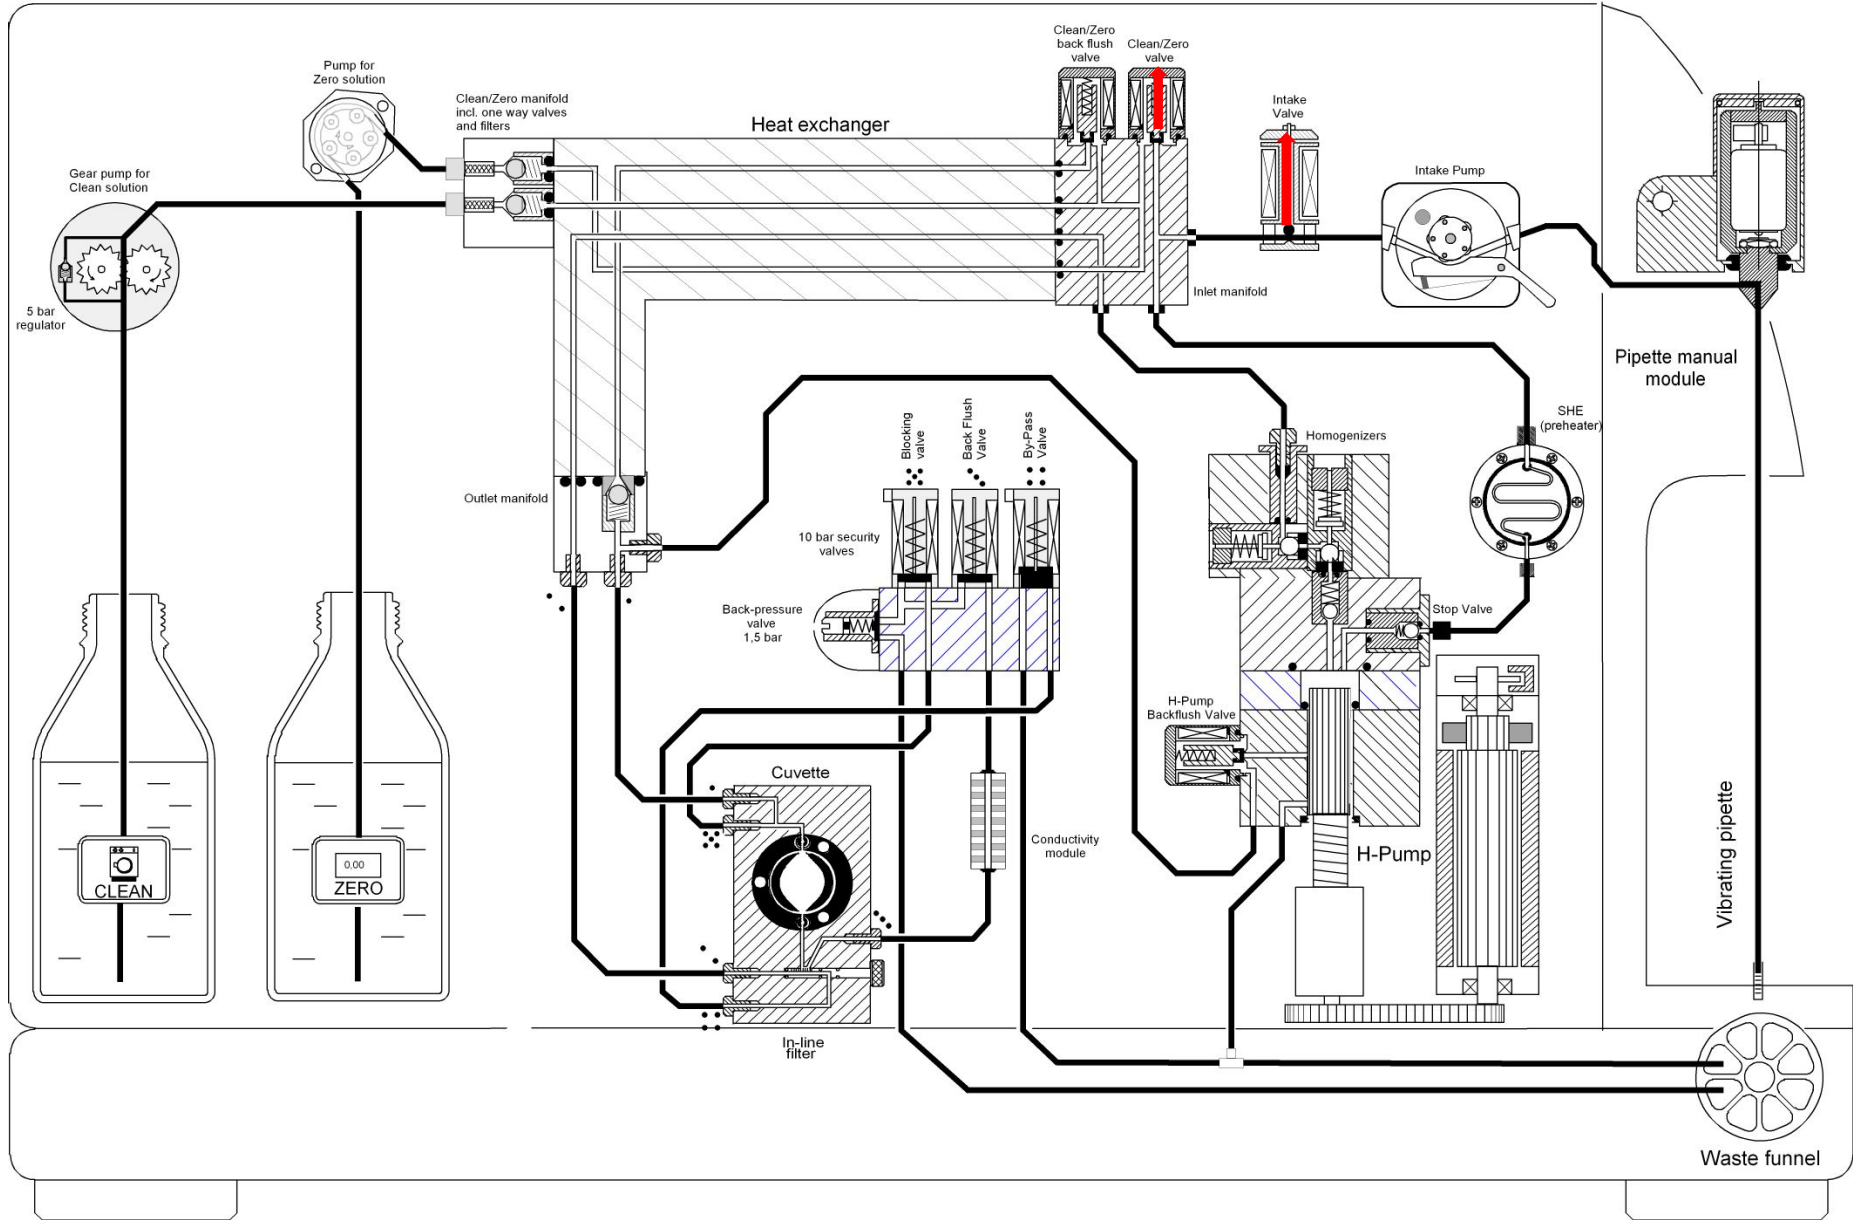 Clean/Zero
back flush
valve
Clean/Zero
valve
Pump for
Zero solution
Clean/Zero manifold
incl. one way valves
and filters
Heat exchanger
Intake
Valve
Gear pump for
Clean solution
Intake Pump
5 bar
regulator
Inlet manifold
Pipette manual
module
SHE
(preheater)
Blocking
valve
Back Flush
Valve
By-Pass
Valve
Homogenizers
Outlet manifold
10 bar security
valves
Back-pressure
valve
1,5 bar
Stop Valve
H-Pump
Backflush Valve
Cuvette
Conductivity
module
H-Pump
Vibrating pipette
CLEAN
0,00
ZERO
In-line
filter
Waste funnel